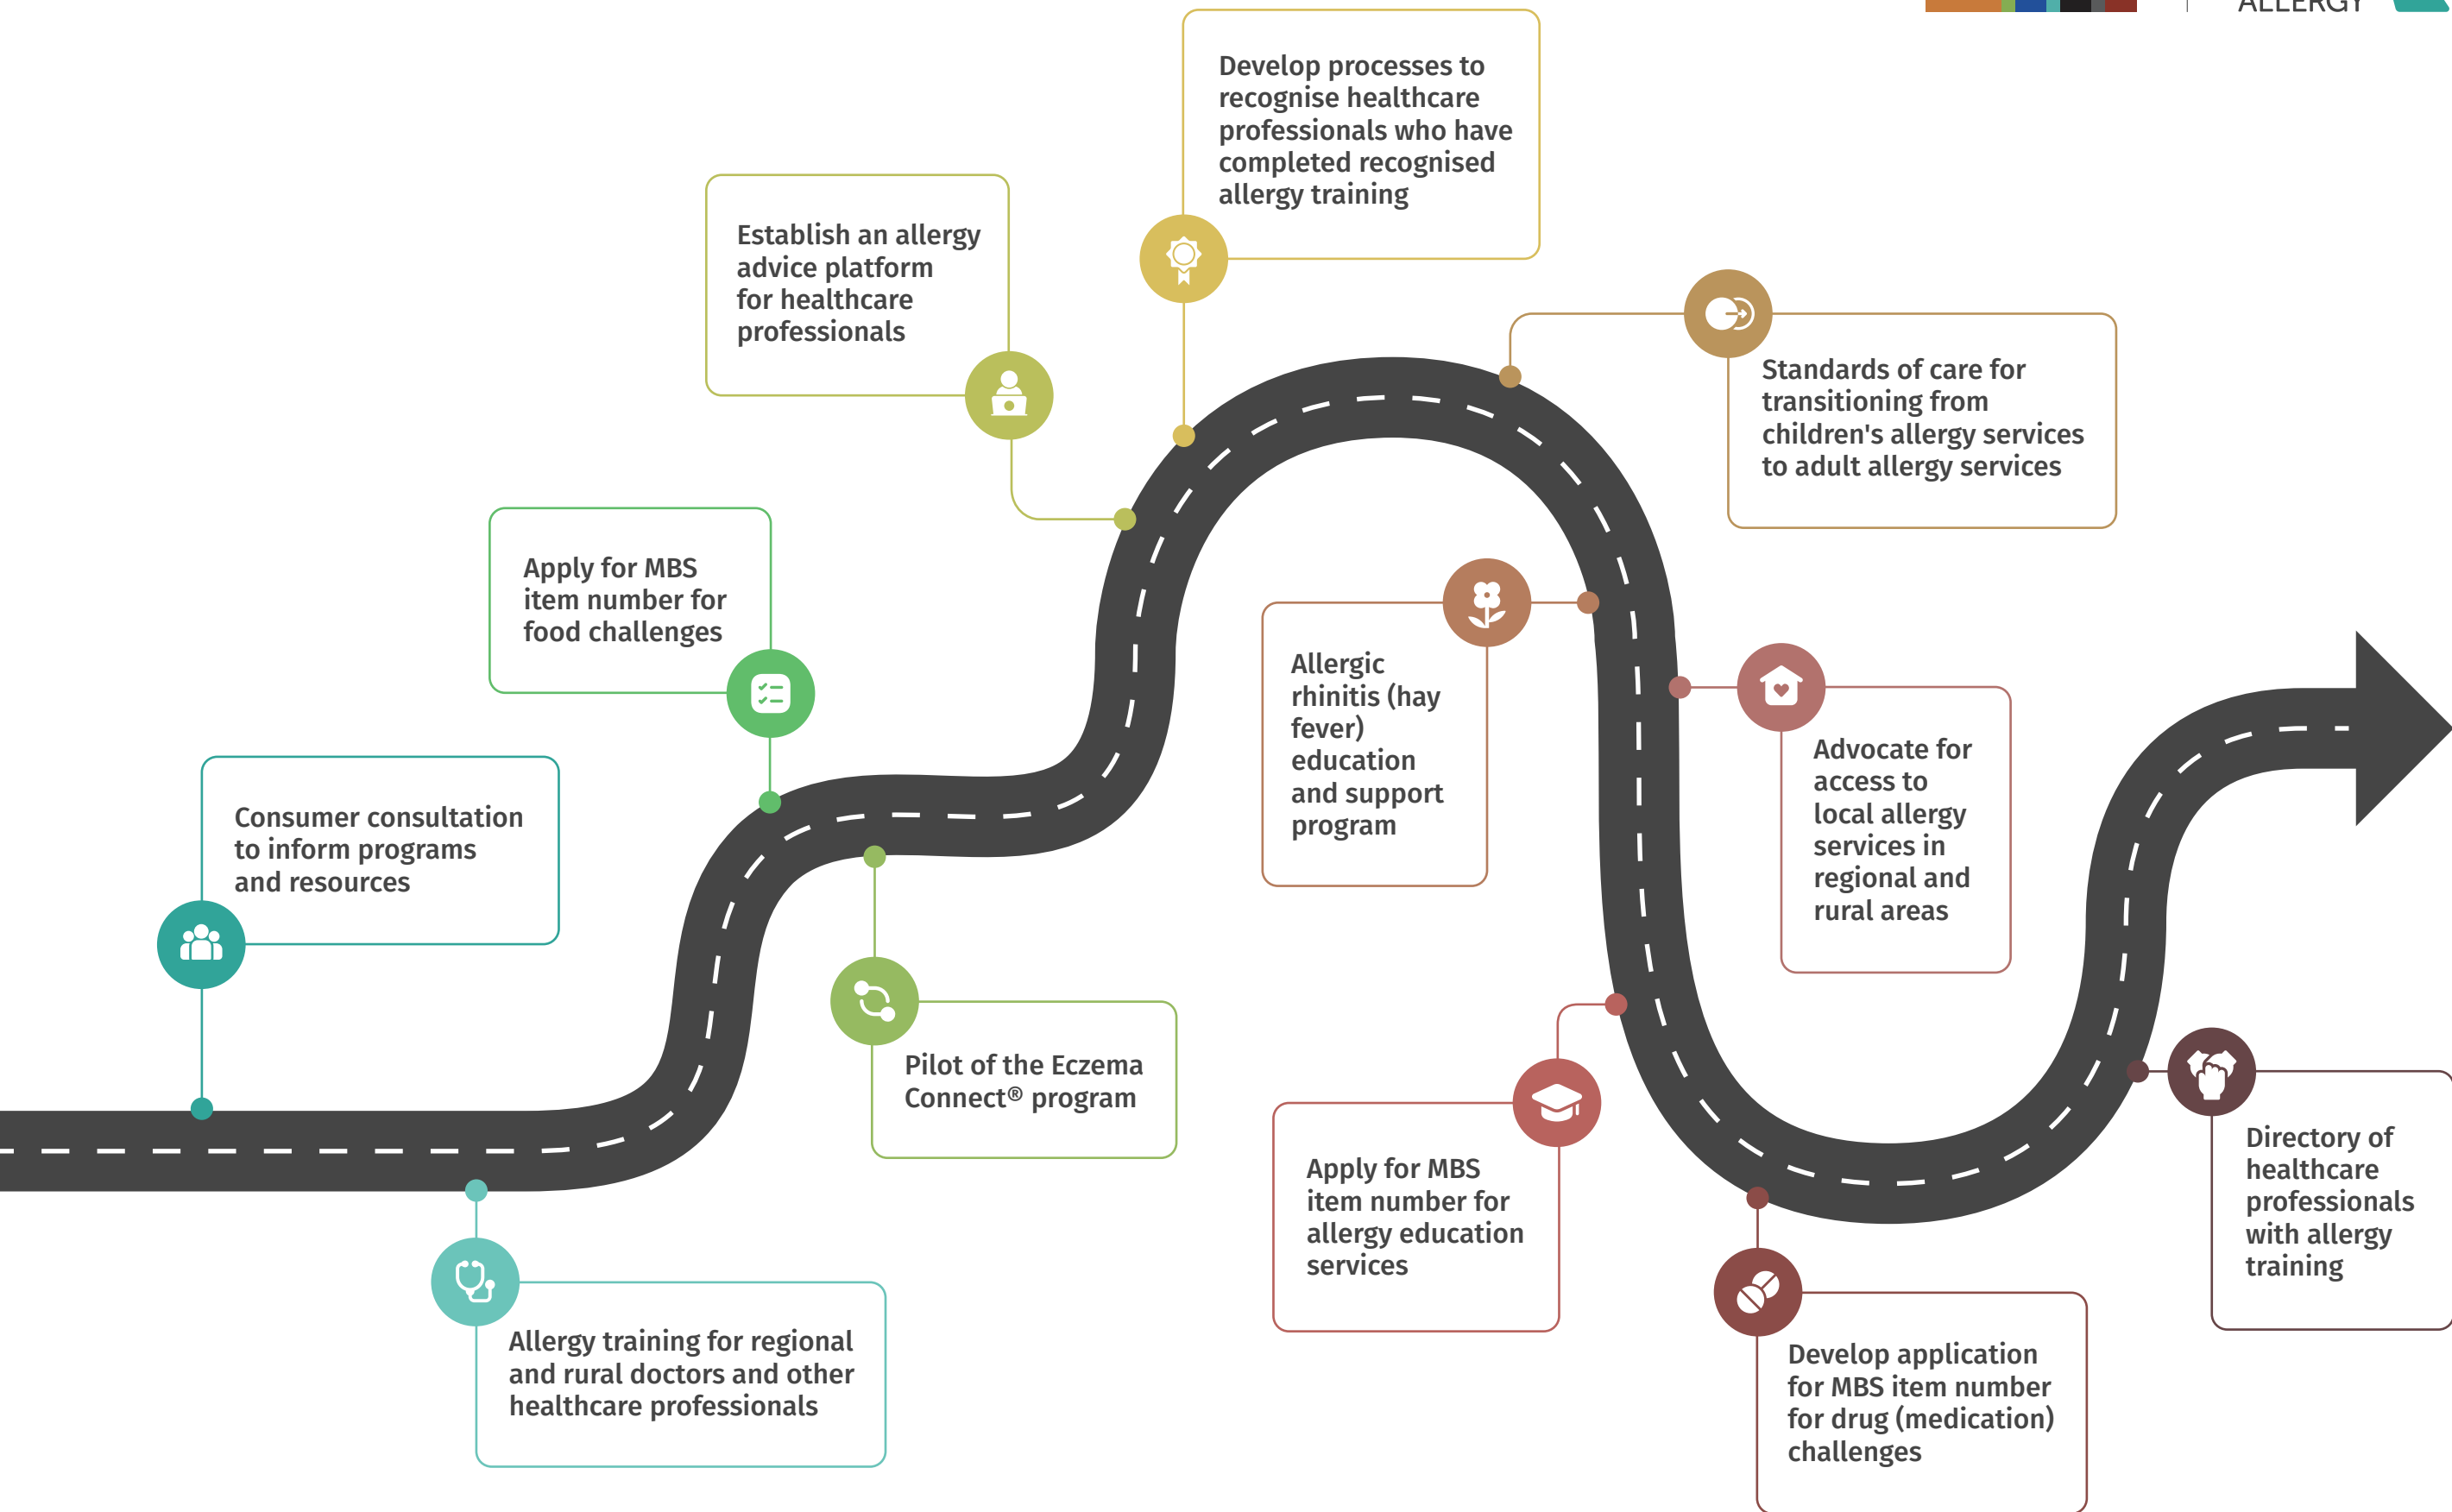 ALLERGY
Develop processes to
recognise healthcare
professionals who have
completed recognised
allergy training
Establish an allergy
advice platform
for healthcare
professionals
Standards of care for
transitioning from
children's allergy services
to adult allergy services
Apply for MBS
item number for
food challenges
Allergic
rhinitis (hay
fever)
education
and support
program
Advocate for
access to
local allergy
services in
regional and
rural areas
Consumer consultation
to inform programs
and resources
Pilot of the Eczema
Connect® program
Apply for MBS
item number for
allergy education
services
Directory of
healthcare
professionals
with allergy
training
Allergy training for regional
and rural doctors and other
healthcare professionals
Develop application
for MBS item number
for drug (medication)
challenges